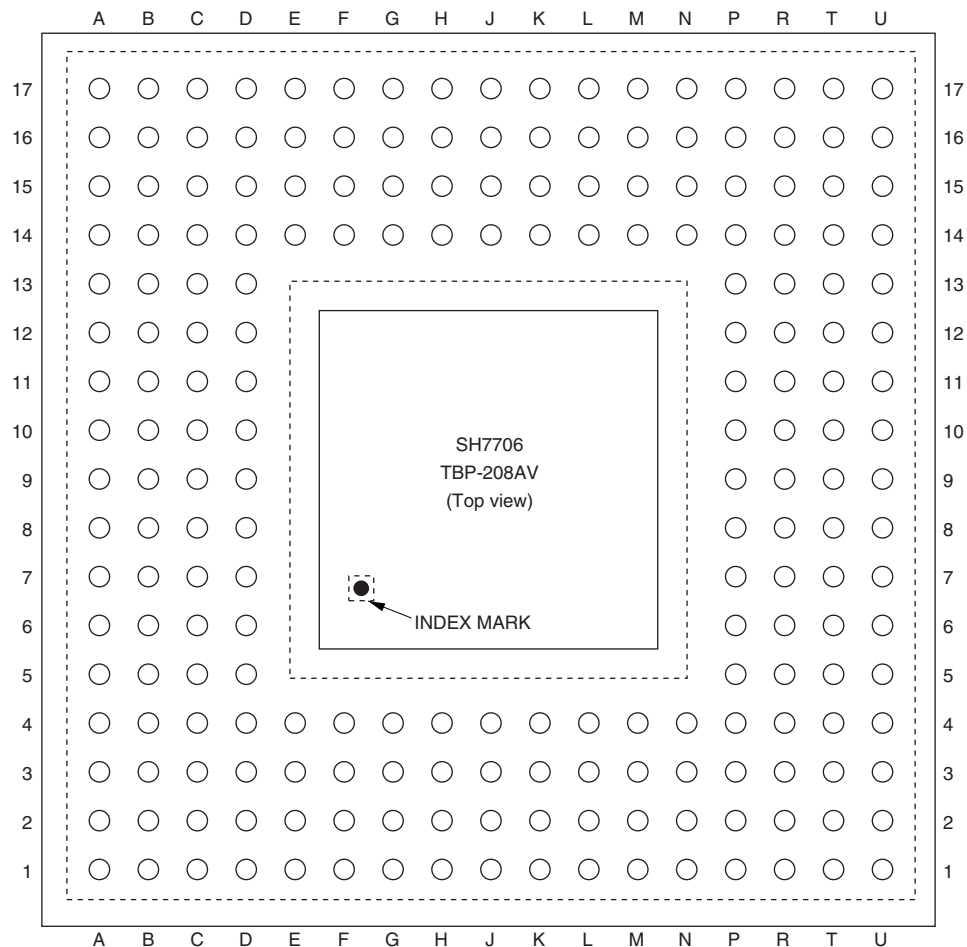 A B C D E F G H J K L M N P R T U
17 17
16 16
15 15
14 14
13 13
12 12
11 11
10 10
SH7706
TBP-208AV
9 9
(Top view)
8 8
7 7
INDEX MARK
6 6
5 5
4 4
3 3
2 2
1 1
A B C D E F G H J K L M N P R T U